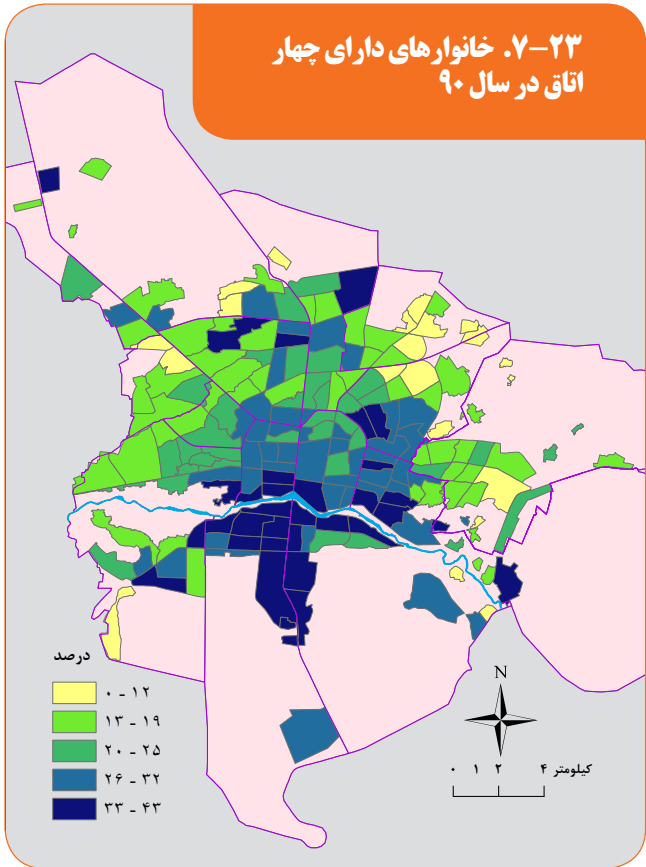 ۷-۲۳. خانوارهای دارای چهار
اتاق در سال ۹۰
درصد
۰ - ۱۲
۱۳ - ۱۹
۲۰ - ۲۵
۲۶ - ۳۲
۳۳ - ۴۳
N
۰ ۱ ۲ ۴ کیلومتر